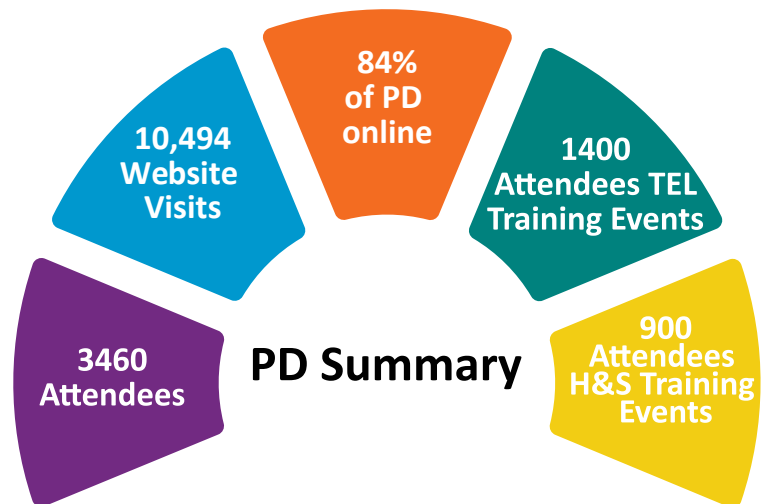 84%
of PD
online
10,494
Website
Visits
1400
Attendees TEL
Training Events
3460
Attendees
PD Summary
900
Attendees
H&S Training
Events